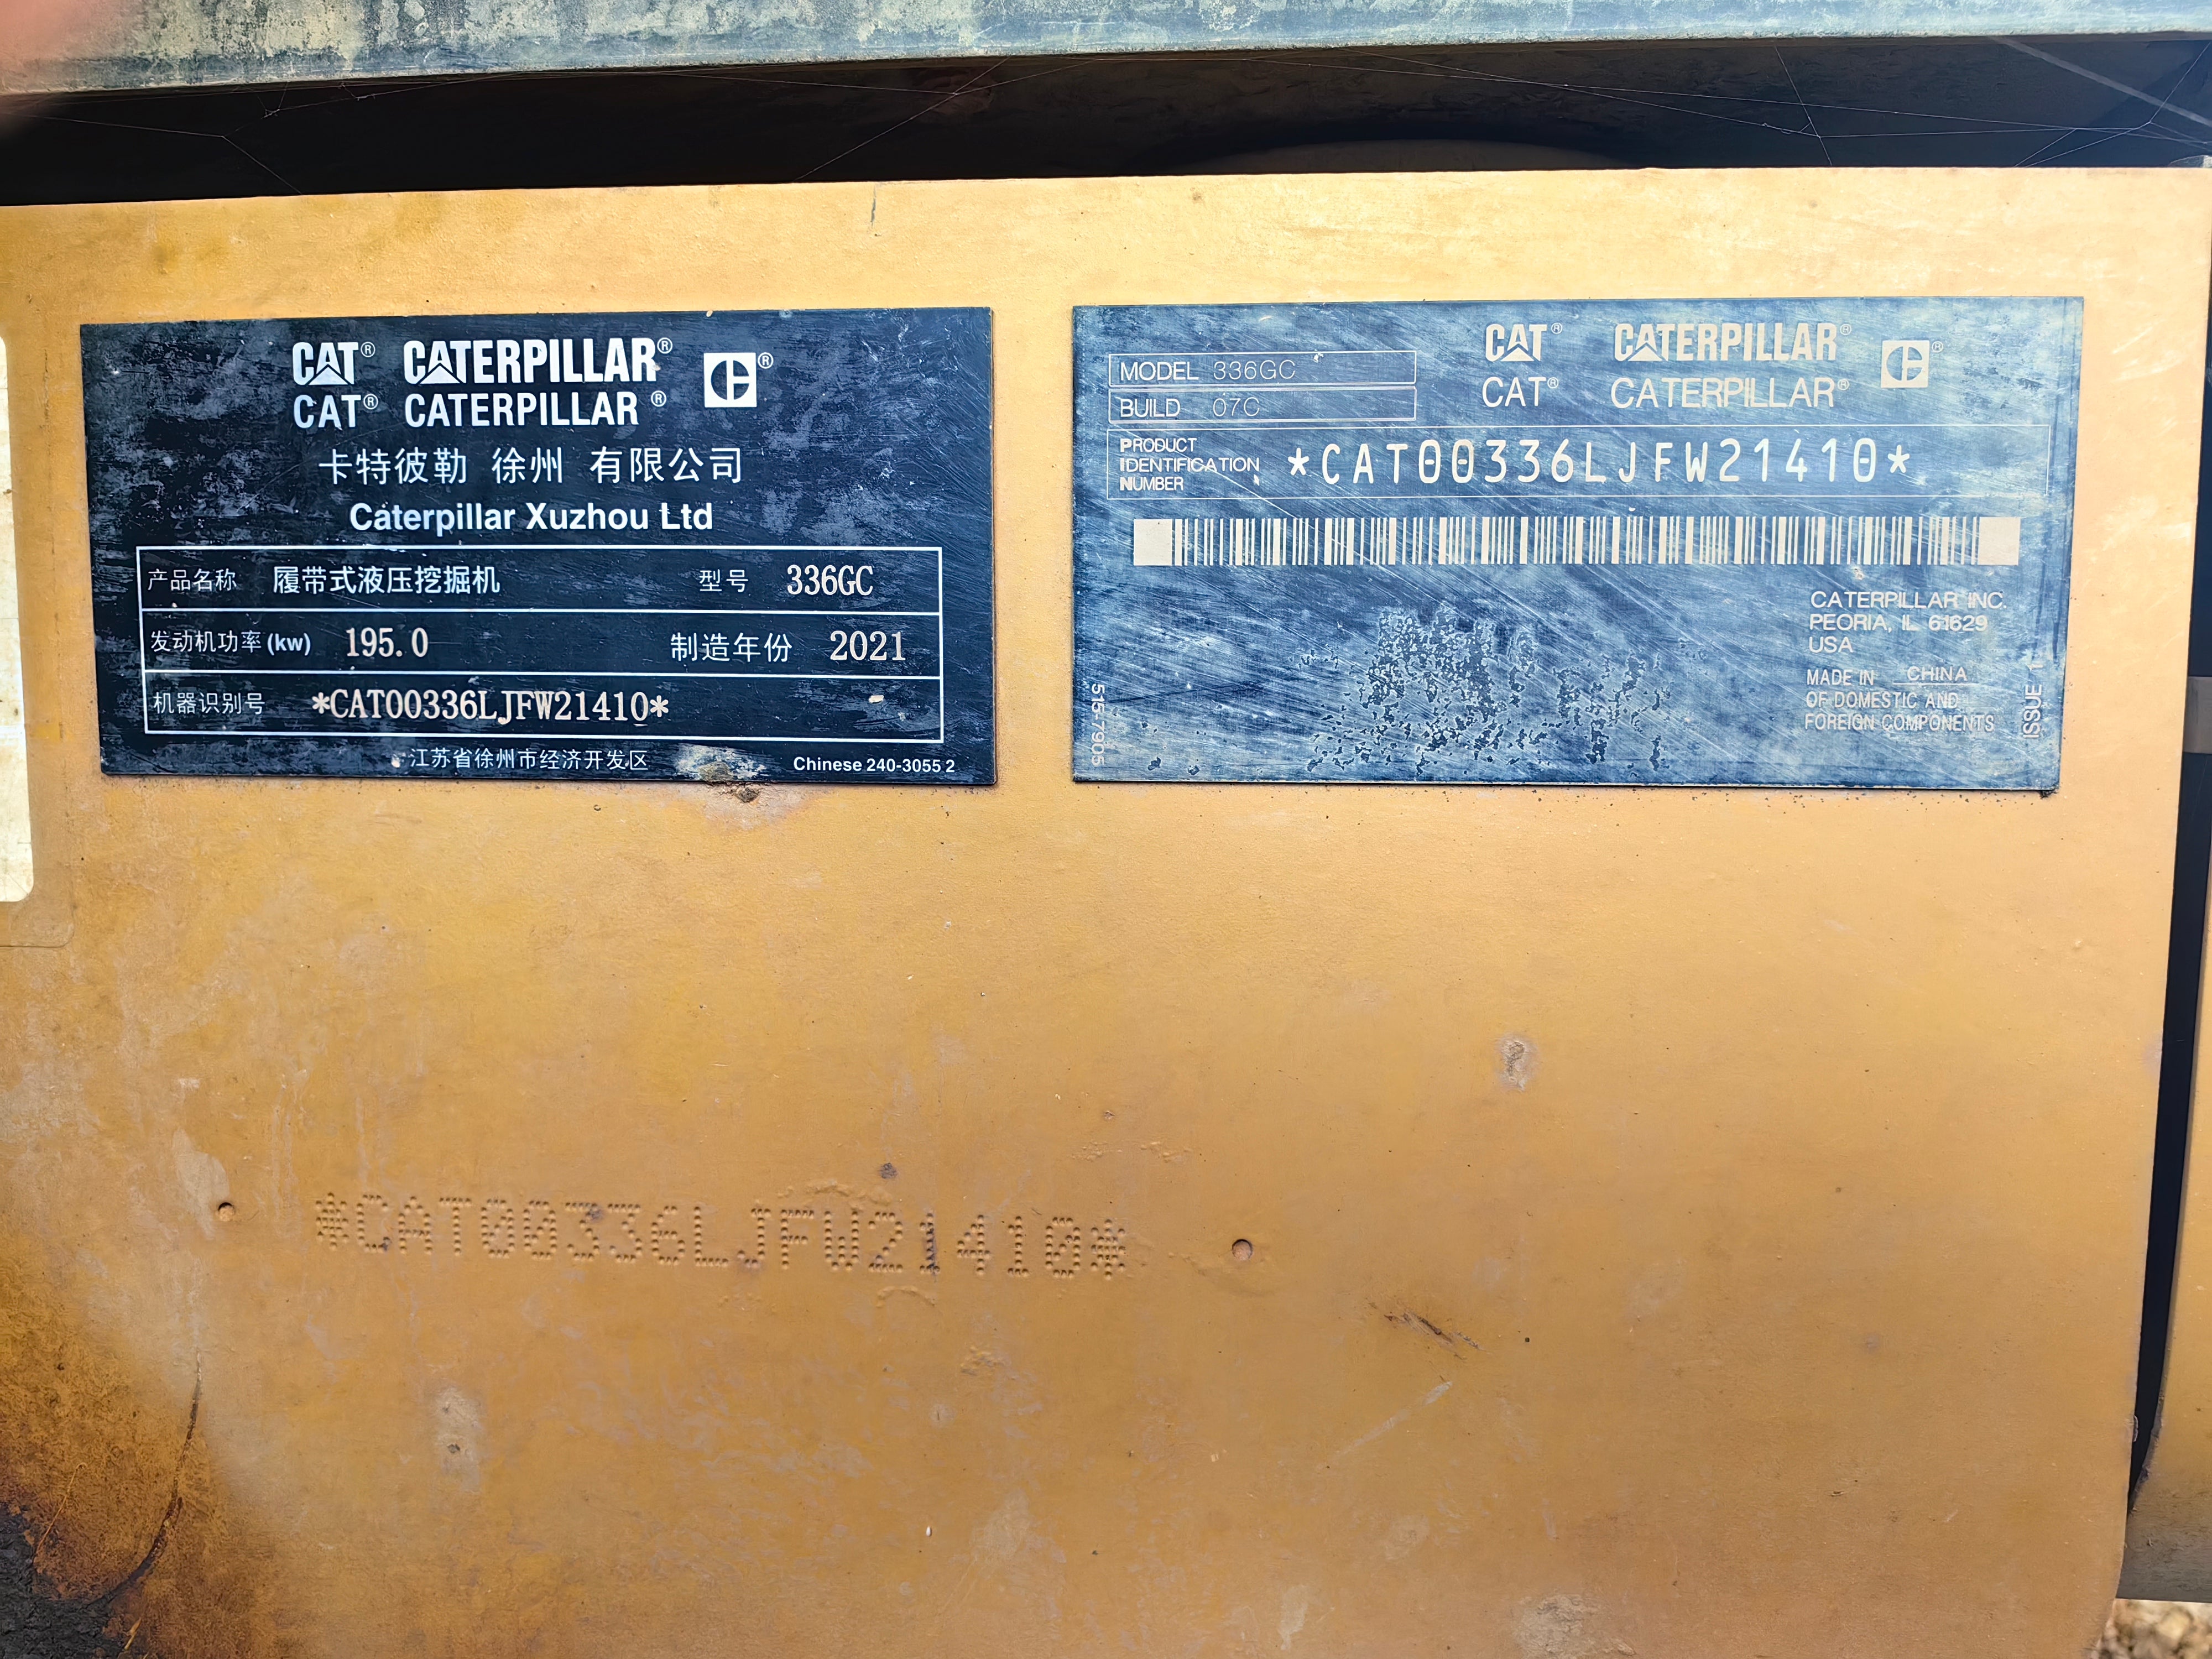 CAT® CATERPILLAR®
CAT® CATERPILLAR®
卡特彼勒 徐州 有限公司
Caterpillar Xuzhou Ltd
产品名称 履带式液压挖掘机 型号 336GC
发动机功率(kw) 195.0 制造年份 2021
机器识别号 *CAT00336LJFW21410*
江苏省徐州市经济开发区
Chinese 240-3055 2
CAT® CATERPILLAR®
CAT® CATERPILLAR®
MODEL 336GC
BUILD 07C
PRODUCT
IDENTIFICATION
NUMBER
*CAT00336LJFW21410*
CATERPILLAR INC.
PEORIA, IL 61629
USA
MADE IN CHINA
OF DOMESTIC AND
FOREIGN COMPONENTS
515-7905
ISSUE 1
*CAT00336LJFW21410*